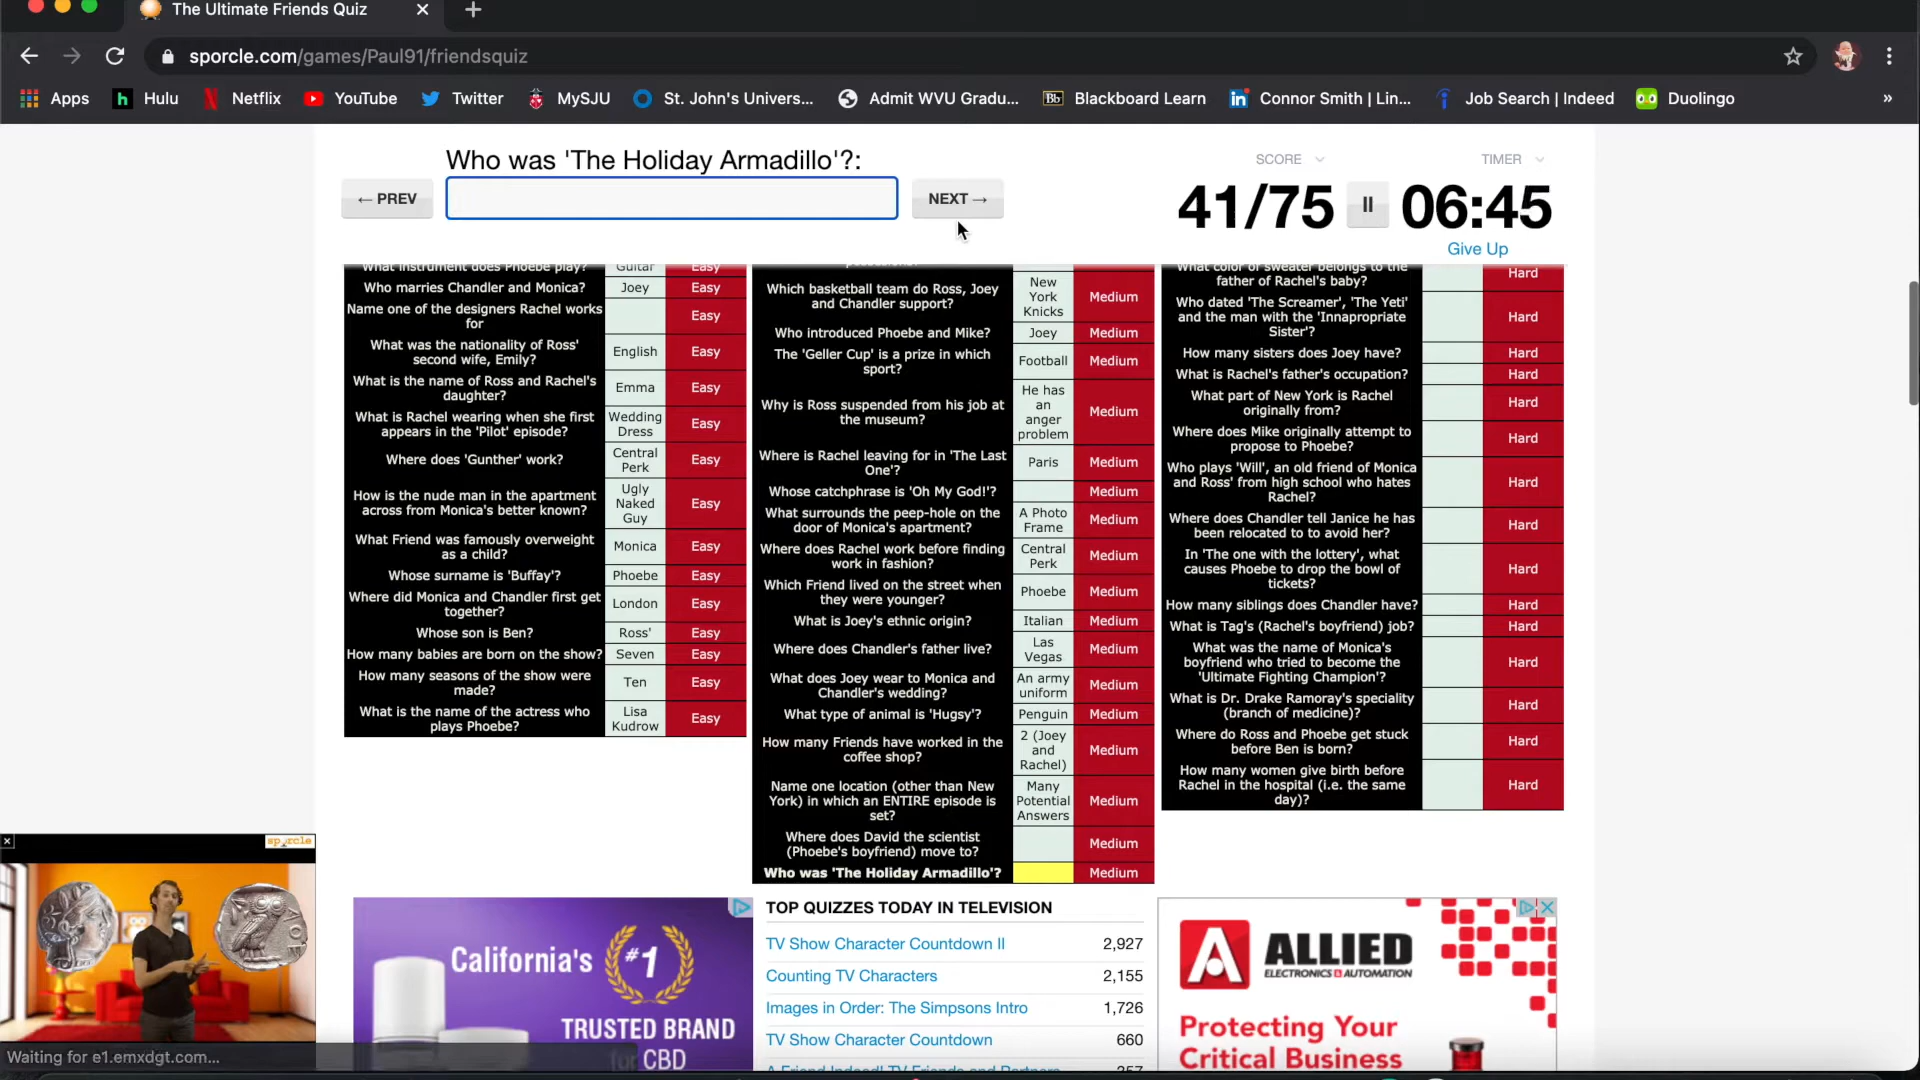 The Ultimate Friends Quiz
sporcle.com/games/Paul91/friendsquiz
Apps
Hulu
Netflix
YouTube
Twitter
MySJU
St. John's Univers...
Admit WVU Gradu...
Bb Blackboard Learn
in Connor Smith | Lin...
Job Search | Indeed
Duolingo
»
Who was 'The Holiday Armadillo'?:
← PREV
NEXT →
SCORE
41/75
TIMER
06:45
Give Up
What instrument does Phoebe play? Guitar Easy
Who marries Chandler and Monica? Joey Easy
Name one of the designers Rachel works
for
Easy
What was the nationality of Ross'
second wife, Emily?
English
Easy
What is the name of Ross and Rachel's
daughter?
Emma
Easy
What is Rachel wearing when she first
appears in the 'Pilot' episode?
Wedding
Dress
Easy
Where does 'Gunther' work?
Central
Perk
Easy
How is the nude man in the apartment
across from Monica's better known?
Ugly
Naked
Guy
Easy
What Friend was famously overweight
as a child?
Monica
Easy
Whose surname is 'Buffay'? Phoebe Easy
Where did Monica and Chandler first get
together?
London
Easy
Whose son is Ben? Ross' Easy
How many babies are born on the show? Seven Easy
How many seasons of the show were
made?
Ten
Easy
What is the name of the actress who
plays Phoebe?
Lisa
Kudrow
Easy
Which basketball team do Ross, Joey
and Chandler support?
New
York
Knicks
Medium
Who introduced Phoebe and Mike? Joey Medium
The 'Geller Cup' is a prize in which
sport?
Football
Medium
Why is Ross suspended from his job at
the museum?
He has
an
anger
problem
Medium
Where is Rachel leaving for in 'The Last
One'?
Paris
Medium
Whose catchphrase is 'Oh My God!'? Medium
What surrounds the peep-hole on the
door of Monica's apartment?
A Photo
Frame
Medium
Where does Rachel work before finding
work in fashion?
Central
Perk
Medium
Which Friend lived on the street when
they were younger?
Phoebe
Medium
What is Joey's ethnic origin? Italian Medium
Where does Chandler's father live?
Las
Vegas
Medium
What does Joey wear to Monica and
Chandler's wedding?
An army
uniform
Medium
What type of animal is 'Hugsy'? Penguin Medium
How many Friends have worked in the
coffee shop?
2 (Joey
and
Rachel)
Medium
Name one location (other than New
York) in which an ENTIRE episode is
set?
Many
Potential
Answers
Medium
Where does David the scientist
(Phoebe's boyfriend) move to?
Medium
Who was 'The Holiday Armadillo'? Medium
What color of sweater belongs to the
father of Rachel's baby?
Hard
Who dated 'The Screamer', 'The Yeti'
and the man with the 'Innapropriate
Sister'?
Hard
How many sisters does Joey have? Hard
What is Rachel's father's occupation? Hard
What part of New York is Rachel
originally from?
Hard
Where does Mike originally attempt to
propose to Phoebe?
Hard
Who plays 'Will', an old friend of Monica
and Ross' from high school who hates
Rachel?
Hard
Where does Chandler tell Janice he has
been relocated to to avoid her?
Hard
In 'The one with the lottery', what
causes Phoebe to drop the bowl of
tickets?
Hard
How many siblings does Chandler have? Hard
What is Tag's (Rachel's boyfriend) job? Hard
What was the name of Monica's
boyfriend who tried to become the
'Ultimate Fighting Champion'?
Hard
What is Dr. Drake Ramoray's speciality
(branch of medicine)?
Hard
Where do Ross and Phoebe get stuck
before Ben is born?
Hard
How many women give birth before
Rachel in the hospital (i.e. the same
day)?
Hard
sporcle
California's
#1
TRUSTED BRAND
for CBD
TOP QUIZZES TODAY IN TELEVISION
TV Show Character Countdown II 2,927
Counting TV Characters 2,155
Images in Order: The Simpsons Intro 1,726
TV Show Character Countdown 660
A Friend Indeed! TV Friends and Partners 357
ALLIED
ELECTRONICS & AUTOMATION
Protecting Your
Critical Business
Waiting for e1.emxdgt.com...